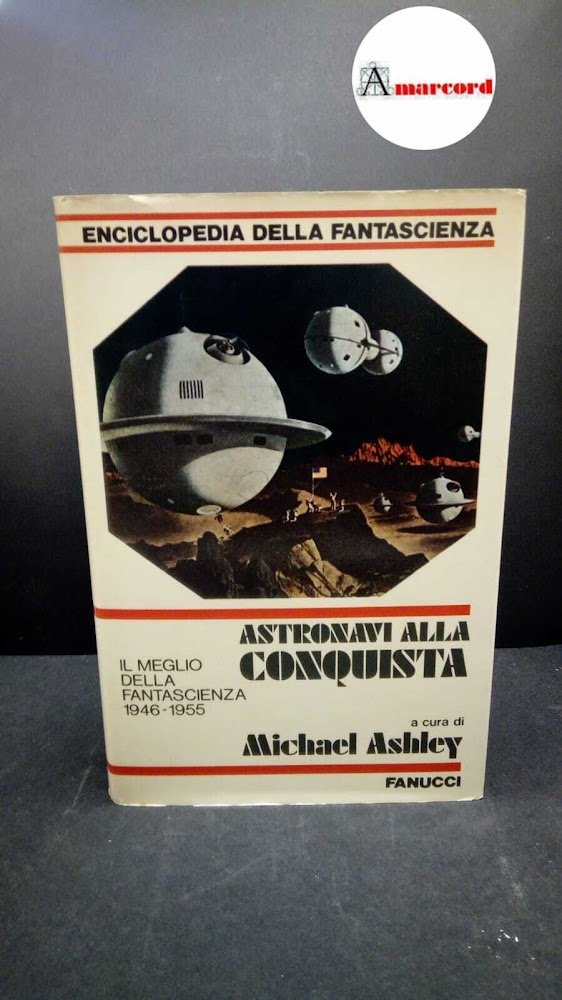 Amarcord
ENCICLOPEDIA DELLA FANTASCIENZA
ASTRONAVI ALLA
CONQUISTA
IL MEGLIO
DELLA
FANTASCIENZA
1946-1955
a cura di
Michael Ashley
FANUCCI